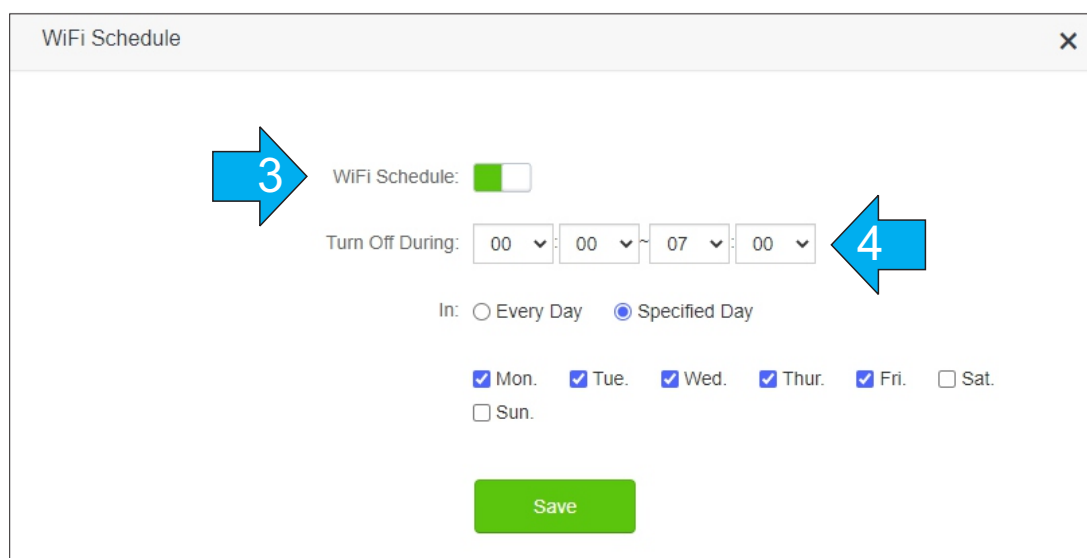 WiFi Schedule
3 WiFi Schedule:
Turn Off During: 00 : 00 ~ 07 : 00 4
In: Every Day Specified Day
Mon. Tue. Wed. Thur. Fri. Sat.
Sun.
Save